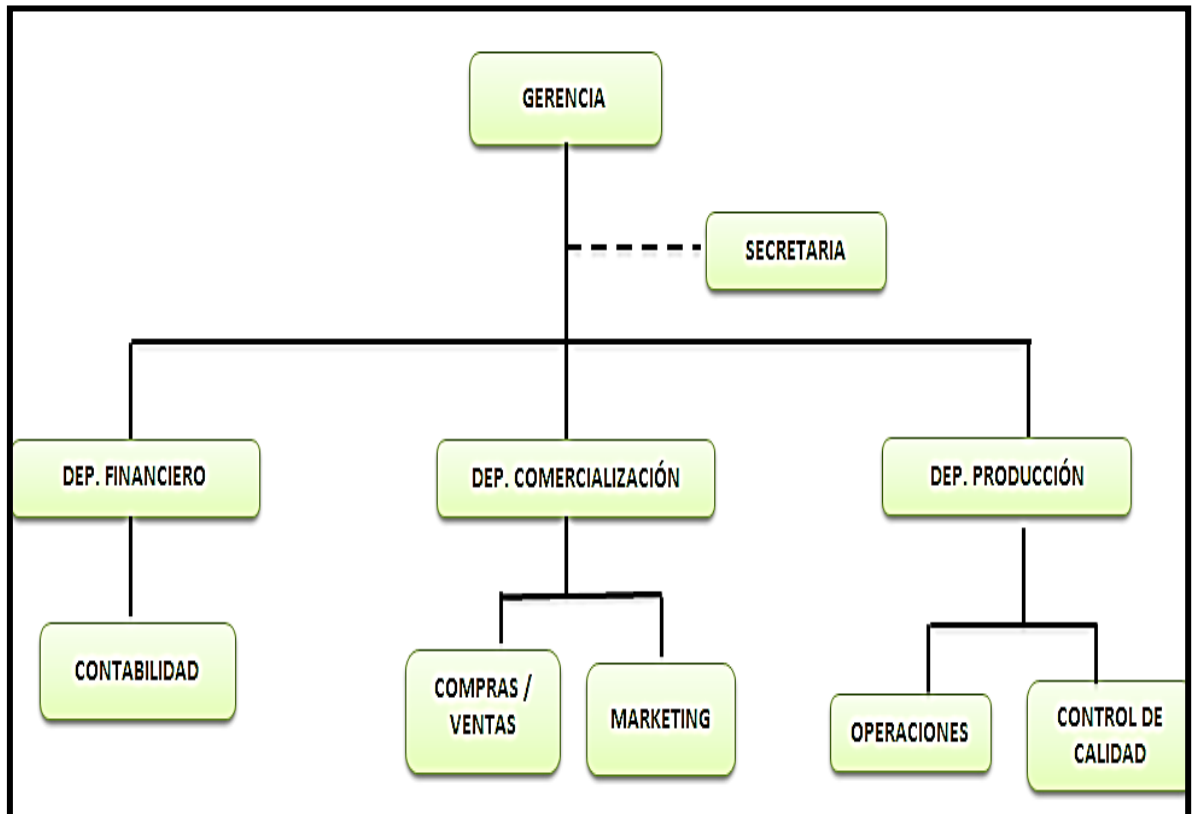 GERENCIA
SECRETARIA
DEP. FINANCIERO
DEP. COMERCIALIZACIÓN
DEP. PRODUCCIÓN
CONTABILIDAD
COMPRAS /
VENTAS
MARKETING
OPERACIONES
CONTROL DE
CALIDAD